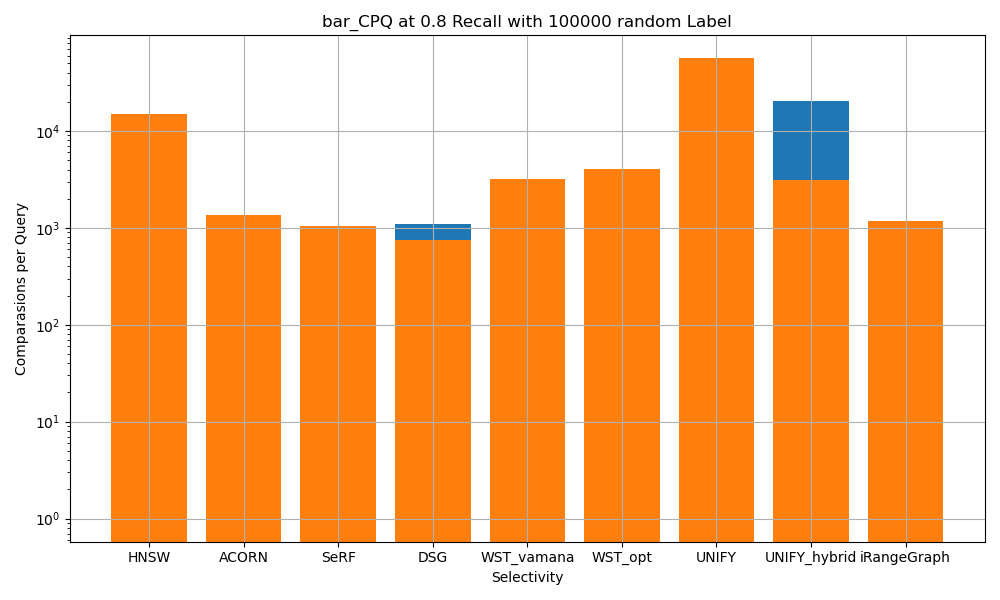 bar_CPQ at 0.8 Recall with 100000 random Label
Comparasions per Query
10^4
10^3
10^2
10^1
10^0
HNSW ACORN SeRF DSG WST_vamana WST_opt UNIFY UNIFY_hybrid iRangeGraph
Selectivity